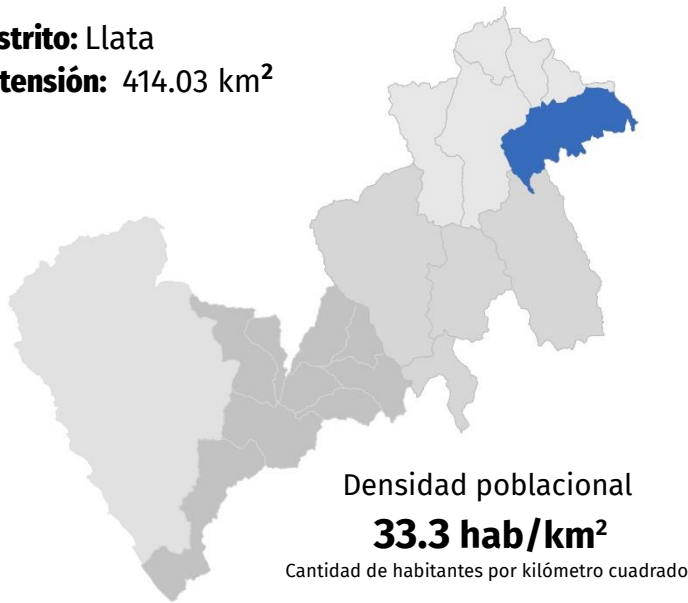 strito: Llata
tensión: 414.03 km²
Densidad poblacional
33.3 hab/km²
Cantidad de habitantes por kilómetro cuadrado